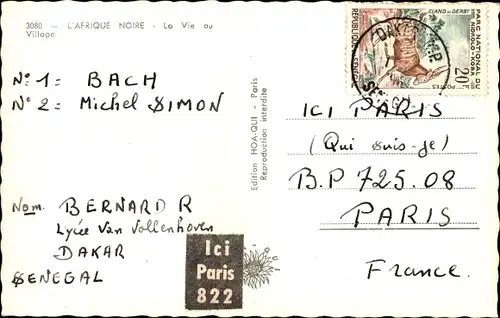 3080 — L'AFRIQUE NOIRE - La Vie au
Village
N° 1 : BACH
N° 2 : Michel SIMON
Nom. BERNARD R
Lycée Van Vollenhoven
DAKAR
SENEGAL
Ici
Paris
822
Edition HOA-QUI - Paris
Reproduction interdite
ELAND DE DERBY
PARC NATIONAL DU
NIOKOLO-KOBA
REPUBLIQUE
20F
POSTES
DAKAR
ICI PARIS
(Qui suis-je)
B.P 725.08
PARIS
France.